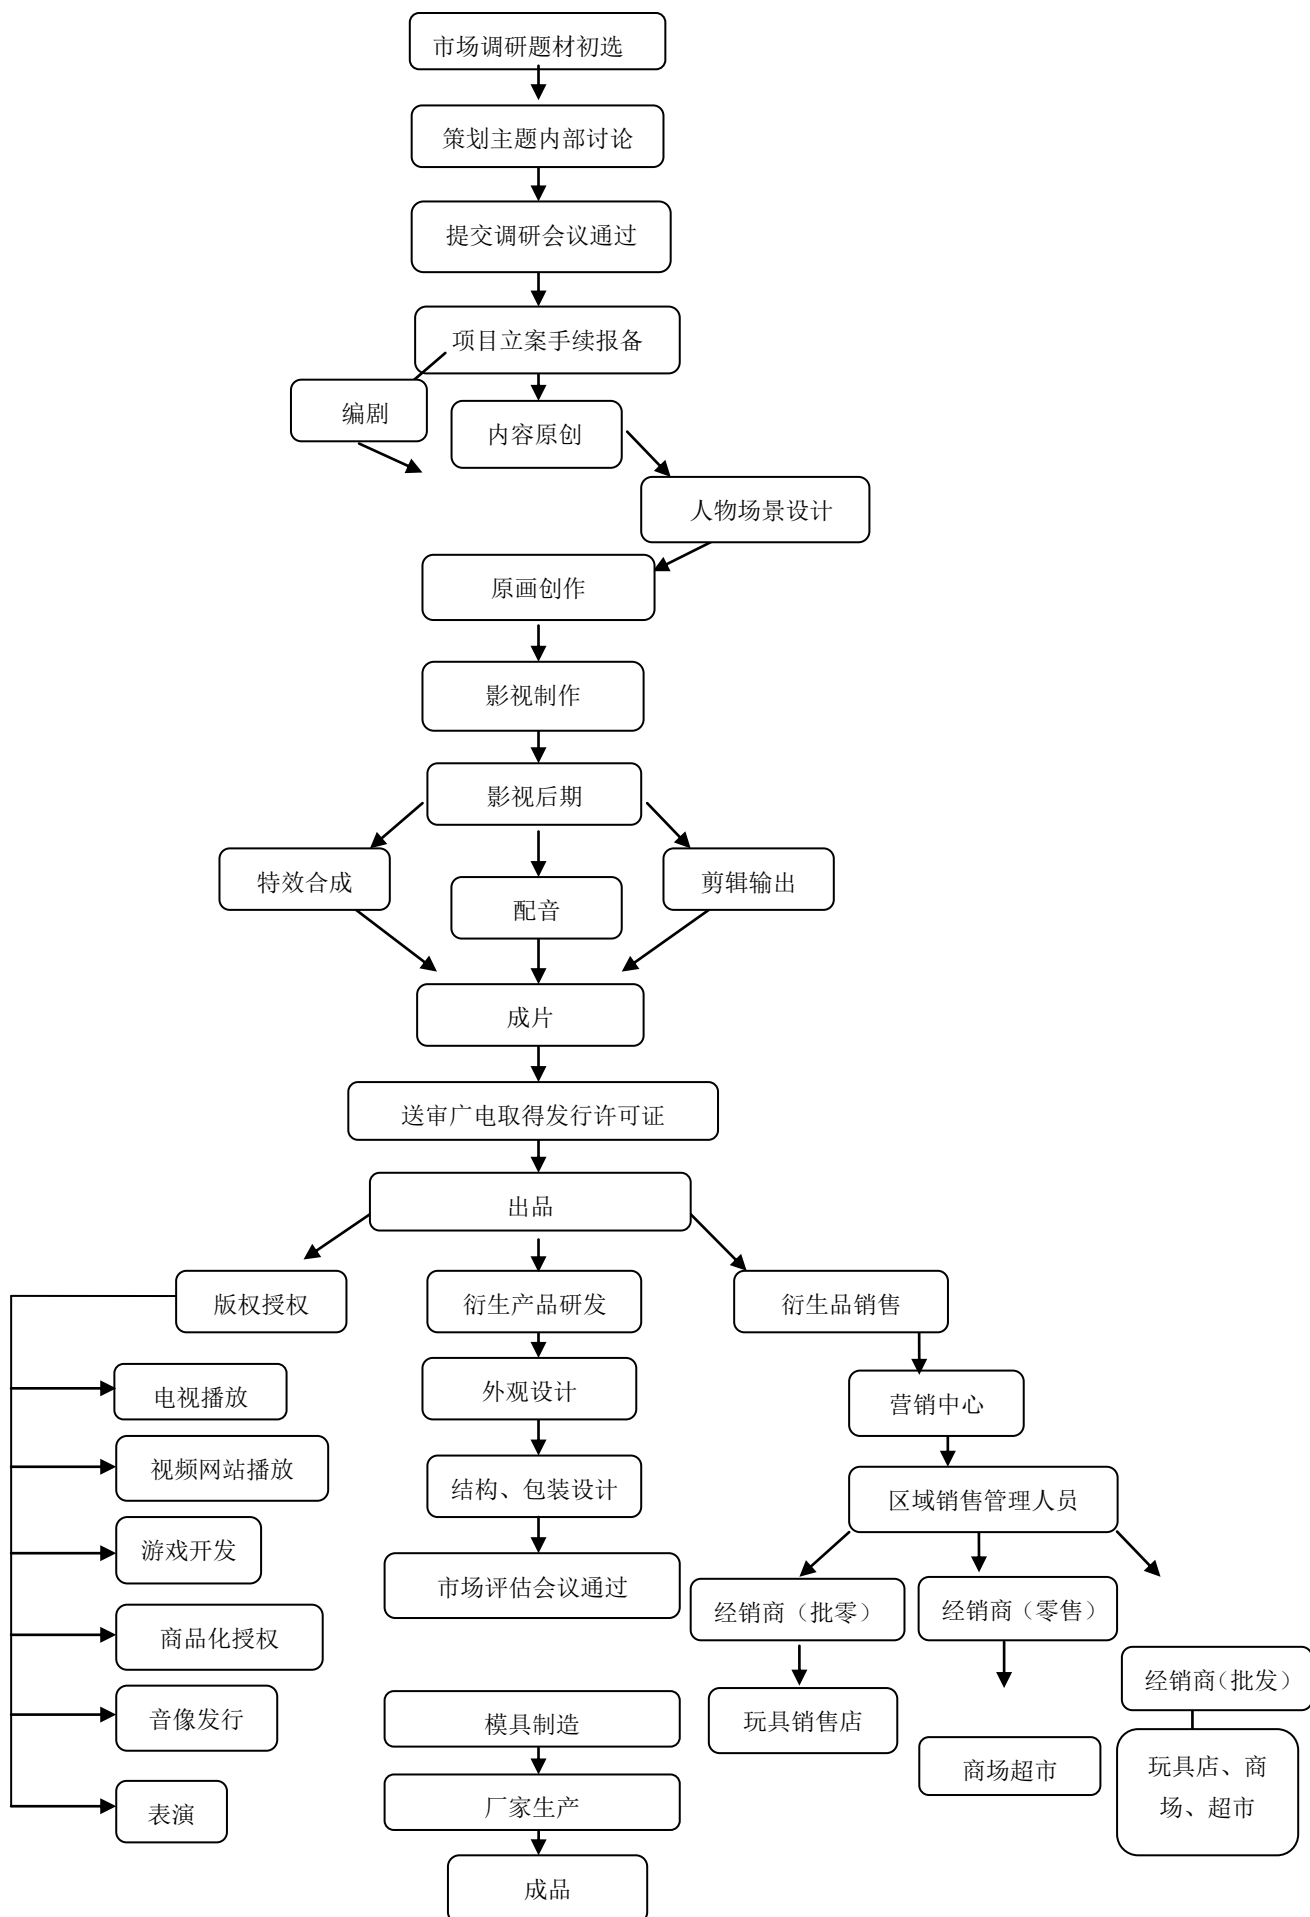 市场调研题材初选
策划主题内部讨论
提交调研会议通过
项目立案手续报备
编剧
内容原创
人物场景设计
原画创作
影视制作
影视后期
特效合成
配音
剪辑输出
成片
送审广电取得发行许可证
出品
版权授权
衍生产品研发
衍生品销售
电视播放
视频网站播放
游戏开发
商品化授权
音像发行
表演
外观设计
结构、包装设计
市场评估会议通过
模具制造
厂家生产
成品
营销中心
区域销售管理人员
经销商（批零）
经销商（零售）
经销商（批发）
玩具销售店
商场超市
玩具店、商
场、超市